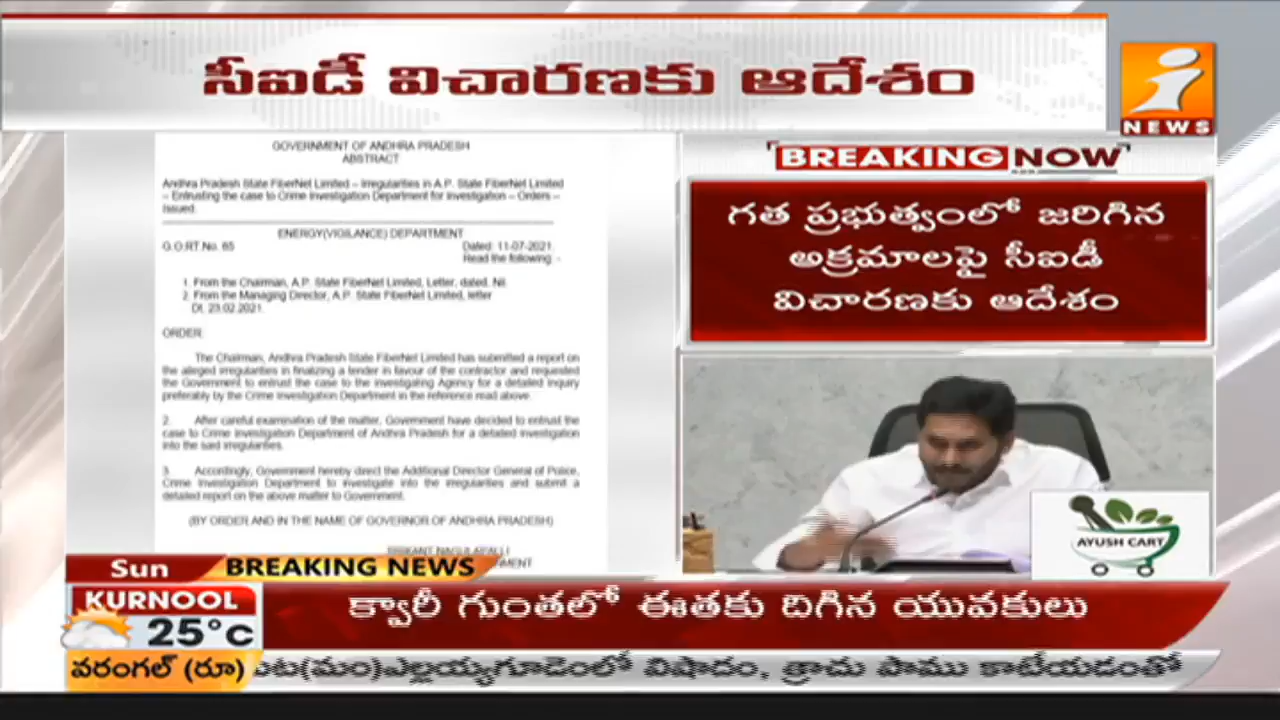 సీఐడీ విచారణకు ఆదేశం
i
NEWS
GOVERNMENT OF ANDHRA PRADESH
ABSTRACT
Andhra Pradesh State FiberNet Limited – Irregularities in A.P. State FiberNet Limited
– Entrusting the case to Crime Investigation Department for investigation – Orders –
Issued.
ENERGY(VIGILANCE) DEPARTMENT
G.O.RT No. 65
Dated: 11-07-2021.
Read the following: -
1. From the Chairman, A.P. State FiberNet Limited, Letter, dated. Nil.
2. From the Managing Director, A.P. State FiberNet Limited, letter
Dt. 23.02.2021.
ORDER:
The Chairman, Andhra Pradesh State FiberNet Limited has submitted a report on
the alleged irregularities in finalizing a tender in favour of the contractor and requested
the Government to entrust the case to the investigating Agency for a detailed inquiry
preferably by the Crime Investigation Department in the reference read above.
2. After careful examination of the matter, Government have decided to entrust the
case to Crime Investigation Department of Andhra Pradesh for a detailed investigation
into the said irregularities.
3. Accordingly, Government hereby direct the Additional Director General of Police,
Crime Investigation Department to investigate into the irregularities and submit a
detailed report on the above matter to Government.
(BY ORDER AND IN THE NAME OF GOVERNOR OF ANDHRA PRADESH)
SRIKANT NAGULAPALLI
BREAKING NOW
గత ప్రభుత్వంలో జరిగిన
అక్రమాలపై సీఐడీ
విచారణకు ఆదేశం
AYUSH CART
Sun
BREAKING NEWS
KURNOOL
25°c
క్వారీ గుంతలో ఈతకు దిగిన యువకులు
వరంగల్ (రూ)
ఎల్లయ్యగూడెంలో విషాదం, త్రాచు పాము కాటేయడంతో